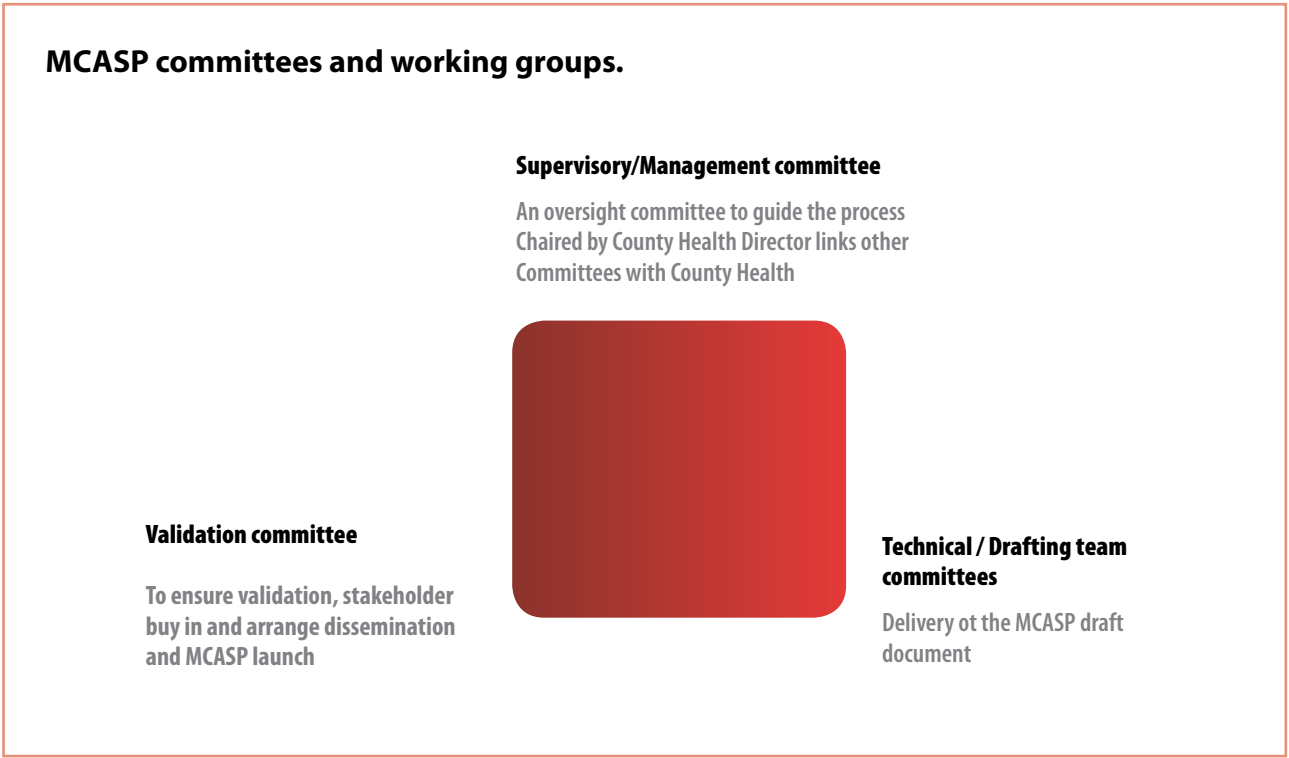 MCASP committees and working groups.
Supervisory/Management committee
An oversight committee to guide the process
Chaired by County Health Director links other
Committees with County Health
Validation committee
To ensure validation, stakeholder
buy in and arrange dissemination
and MCASP launch
Technical / Drafting team
committees
Delivery ot the MCASP draft
document